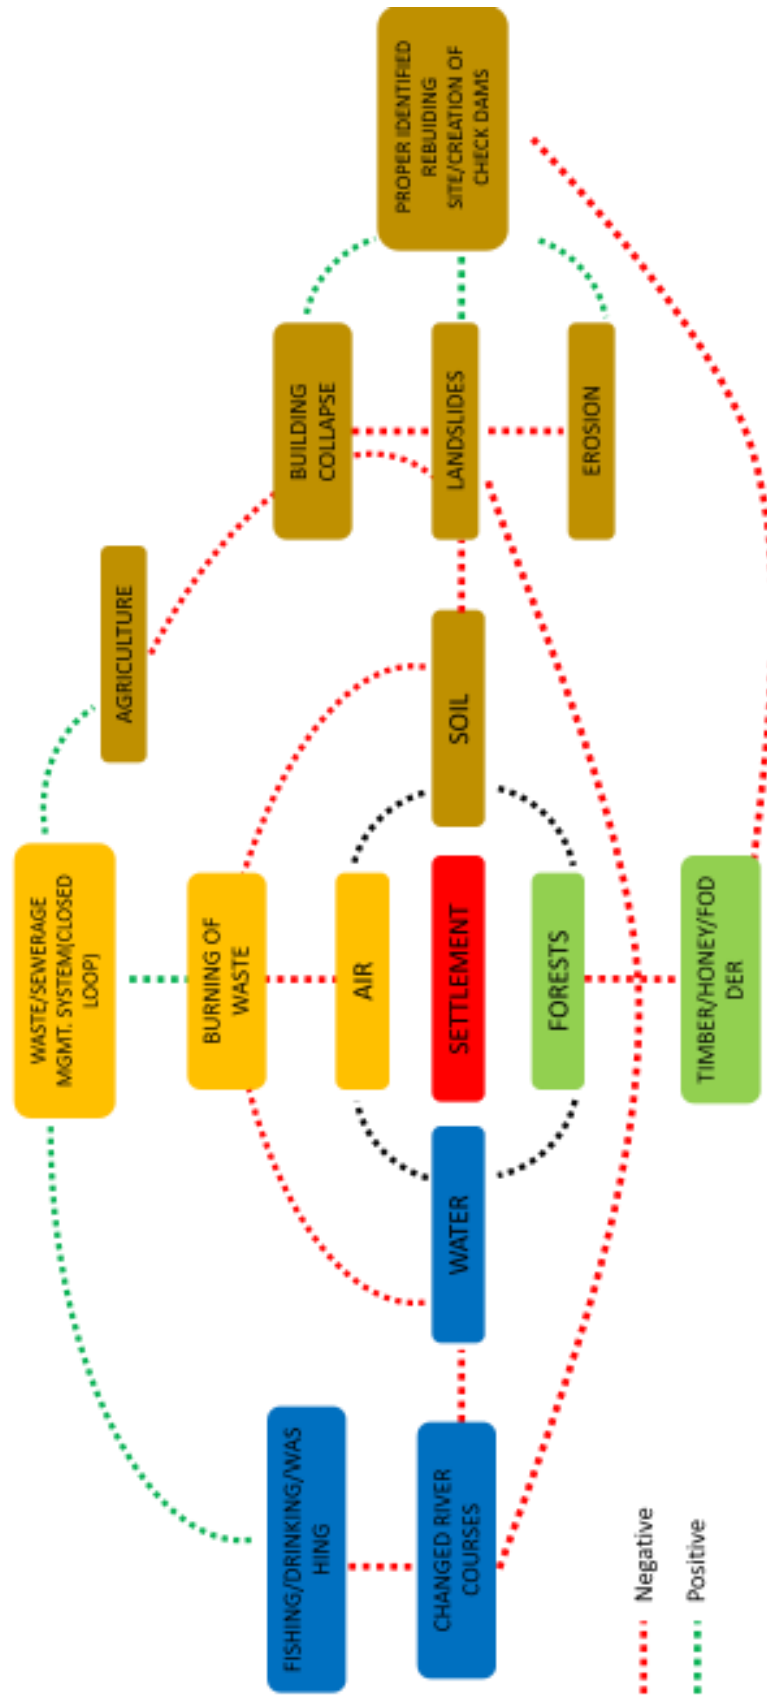 WASTE/SEWERAGE
MGMT. SYSTEM(CLOSED
LOOP)
AGRICULTURE
FISHING/DRINKING/WAS
HING
BURNING OF
WASTE
BUILDING
COLLAPSE
AIR
PROPER IDENTIFIED
REBUIDING
SITE/CREATION OF
CHECK DAMS
CHANGED RIVER
COURSES
WATER
SETTLEMENT
SOIL
LANDSLIDES
FORESTS
EROSION
TIMBER/HONEY/FOD
DER
Negative
Positive